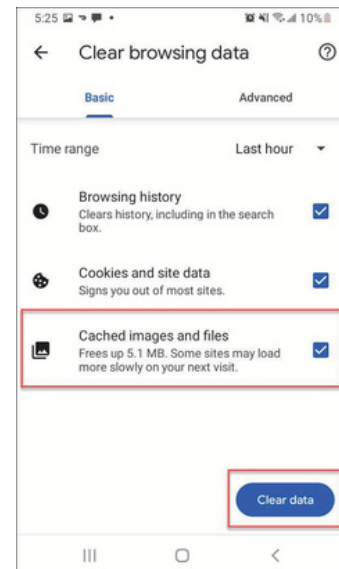 5:25 10%
Clear browsing data
Basic Advanced
Time range Last hour
Browsing history
Clears history, including in the search
box.
Cookies and site data
Signs you out of most sites.
Cached images and files
Frees up 5.1 MB. Some sites may load
more slowly on your next visit.
Clear data